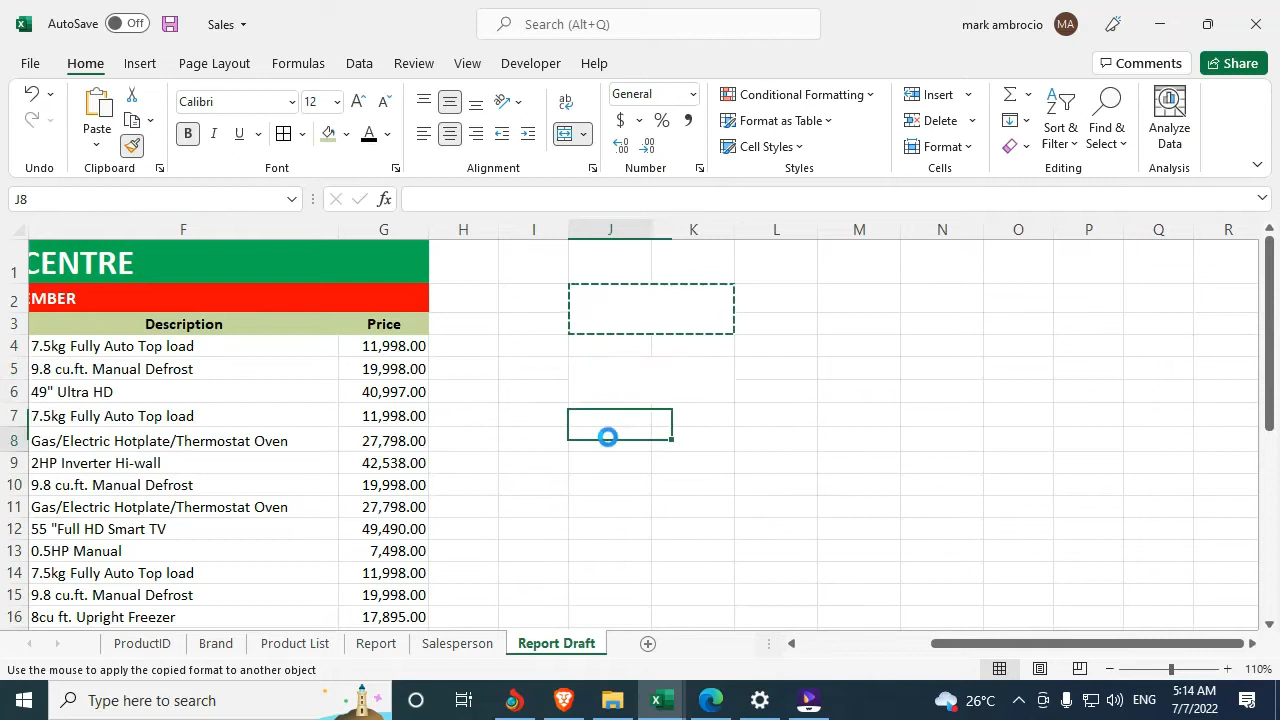 AutoSave Off Sales Search (Alt+Q) mark ambrocio MA
File Home Insert Page Layout Formulas Data Review View Developer Help Comments Share
Paste Calibri 12 General Conditional Formatting Insert Sort & Find & Analyze
Format as Table Delete Filter Select Data
Cell Styles Format
Undo Clipboard Font Alignment Number Styles Cells Editing Analysis
J8 fx
F G H I J K L M N O P Q R
1 CENTRE
2 EMBER
3 Description Price
4 7.5kg Fully Auto Top load 11,998.00
5 9.8 cu.ft. Manual Defrost 19,998.00
6 49" Ultra HD 40,997.00
7 7.5kg Fully Auto Top load 11,998.00
8 Gas/Electric Hotplate/Thermostat Oven 27,798.00
9 2HP Inverter Hi-wall 42,538.00
10 9.8 cu.ft. Manual Defrost 19,998.00
11 Gas/Electric Hotplate/Thermostat Oven 27,798.00
12 55 "Full HD Smart TV 49,490.00
13 0.5HP Manual 7,498.00
14 7.5kg Fully Auto Top load 11,998.00
15 9.8 cu.ft. Manual Defrost 19,998.00
16 8cu ft. Upright Freezer 17,895.00
ProductID Brand Product List Report Salesperson Report Draft
Use the mouse to apply the copied format to another object 110%
Type here to search 26°C ENG 5:14 AM
7/7/2022